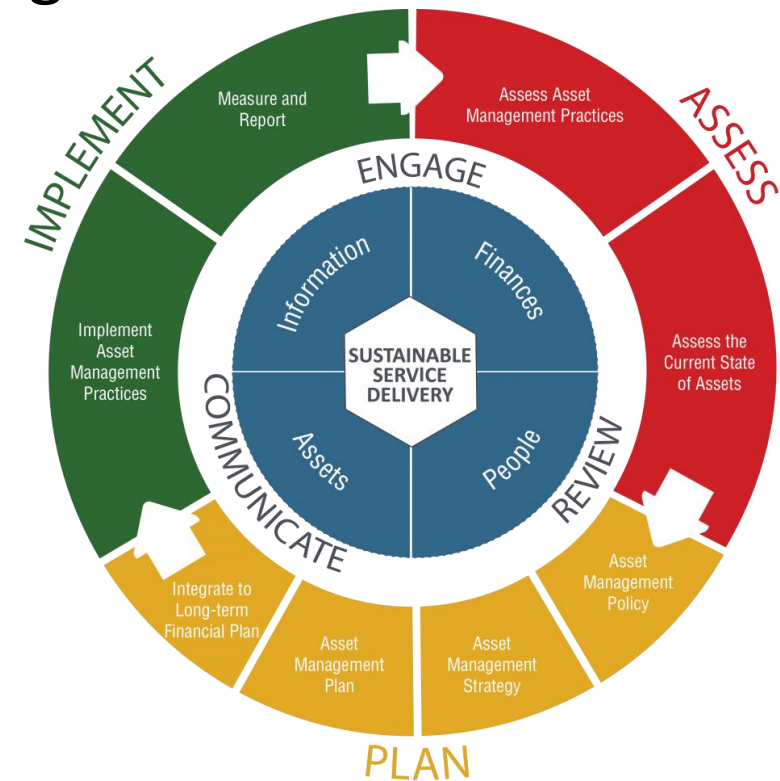 g
IMPLEMENT
ASSESS
PLAN
Measure and
Report
Assess Asset
Management Practices
Assess the
Current State
of Assets
Asset
Management
Policy
Asset
Management
Strategy
Asset
Management
Plan
Integrate to
Long-term
Financial Plan
Implement
Asset
Management
Practices
ENGAGE
REVIEW
COMMUNICATE
Information
Finances
People
Assets
SUSTAINABLE
SERVICE
DELIVERY